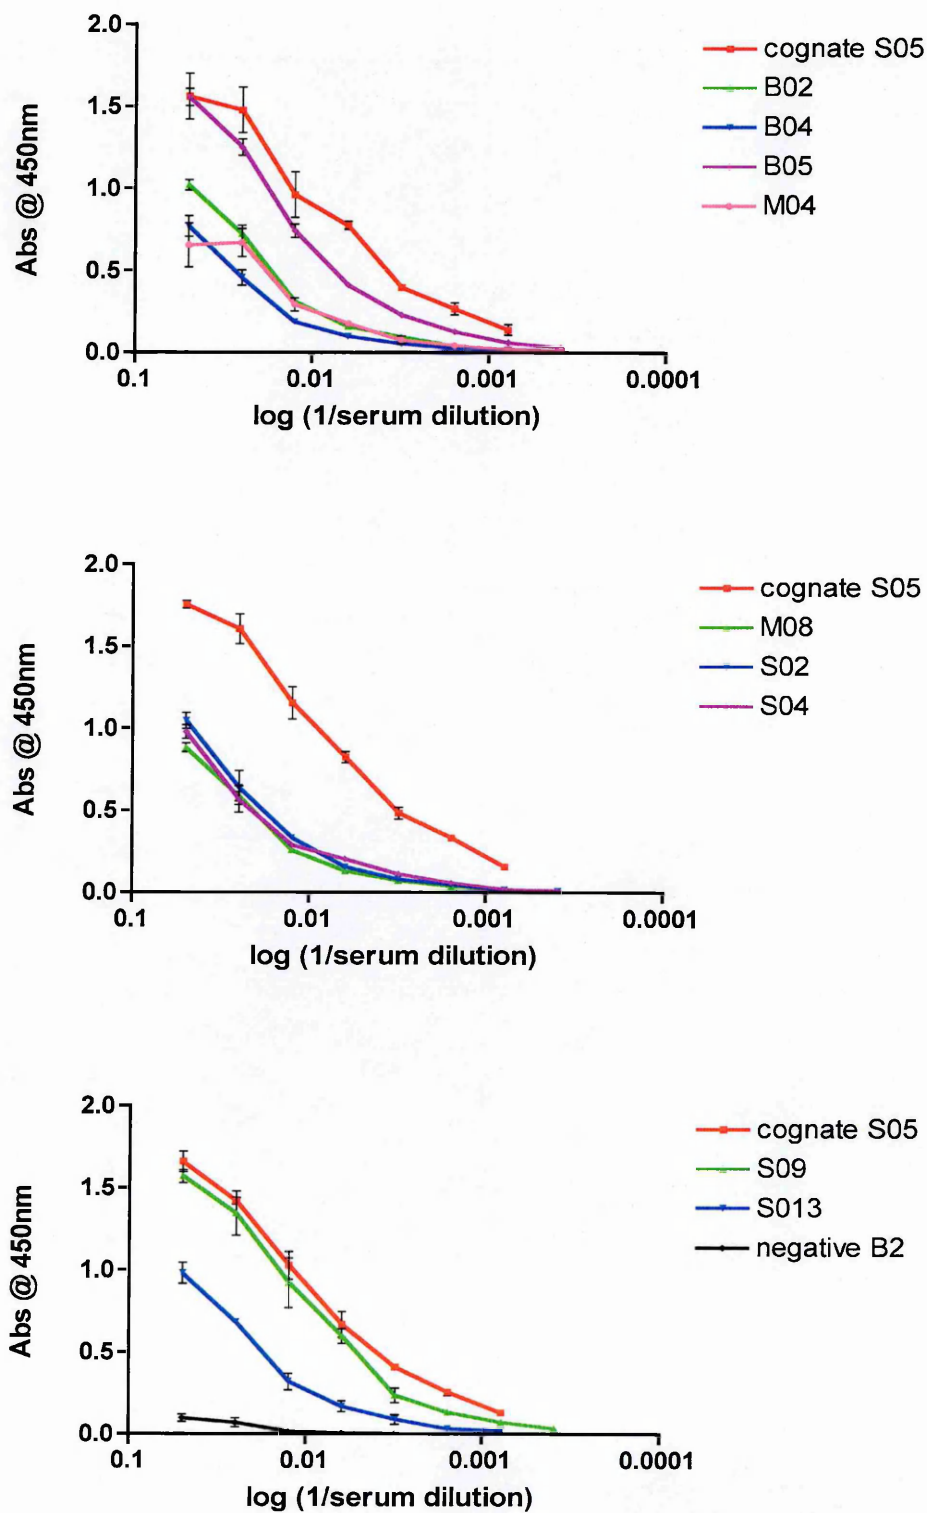 2.0
1.5
1.0
0.5
0.0
Abs @ 450nm
0.1
0.01
0.001
0.0001
log (1/serum dilution)
cognate S05
B02
B04
B05
M04
2.0
1.5
1.0
0.5
0.0
Abs @ 450nm
0.1
0.01
0.001
0.0001
log (1/serum dilution)
cognate S05
M08
S02
S04
2.0
1.5
1.0
0.5
0.0
Abs @ 450nm
0.1
0.01
0.001
0.0001
log (1/serum dilution)
cognate S05
S09
S013
negative B2